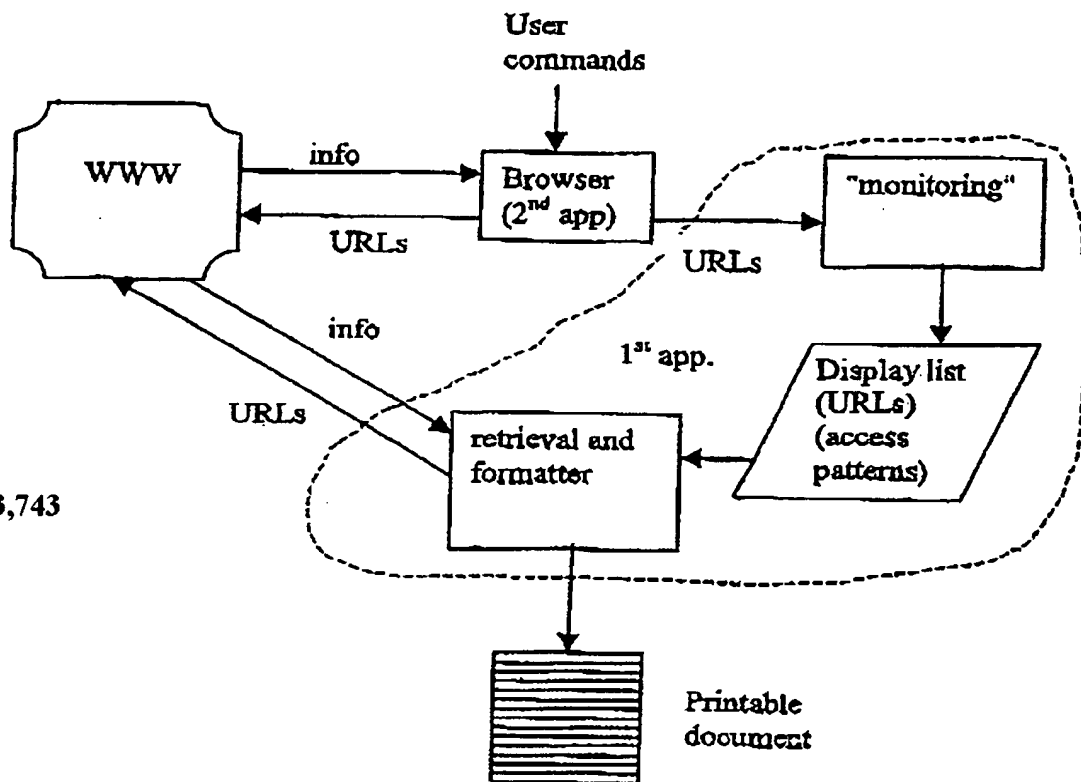 User
commands
WWW
info
Browser
(2nd app)
"monitoring"
URLs
URLs
info
1st app.
Display list
(URLs)
(access
patterns)
URLs
retrieval and
formatter
,743
Printable
document